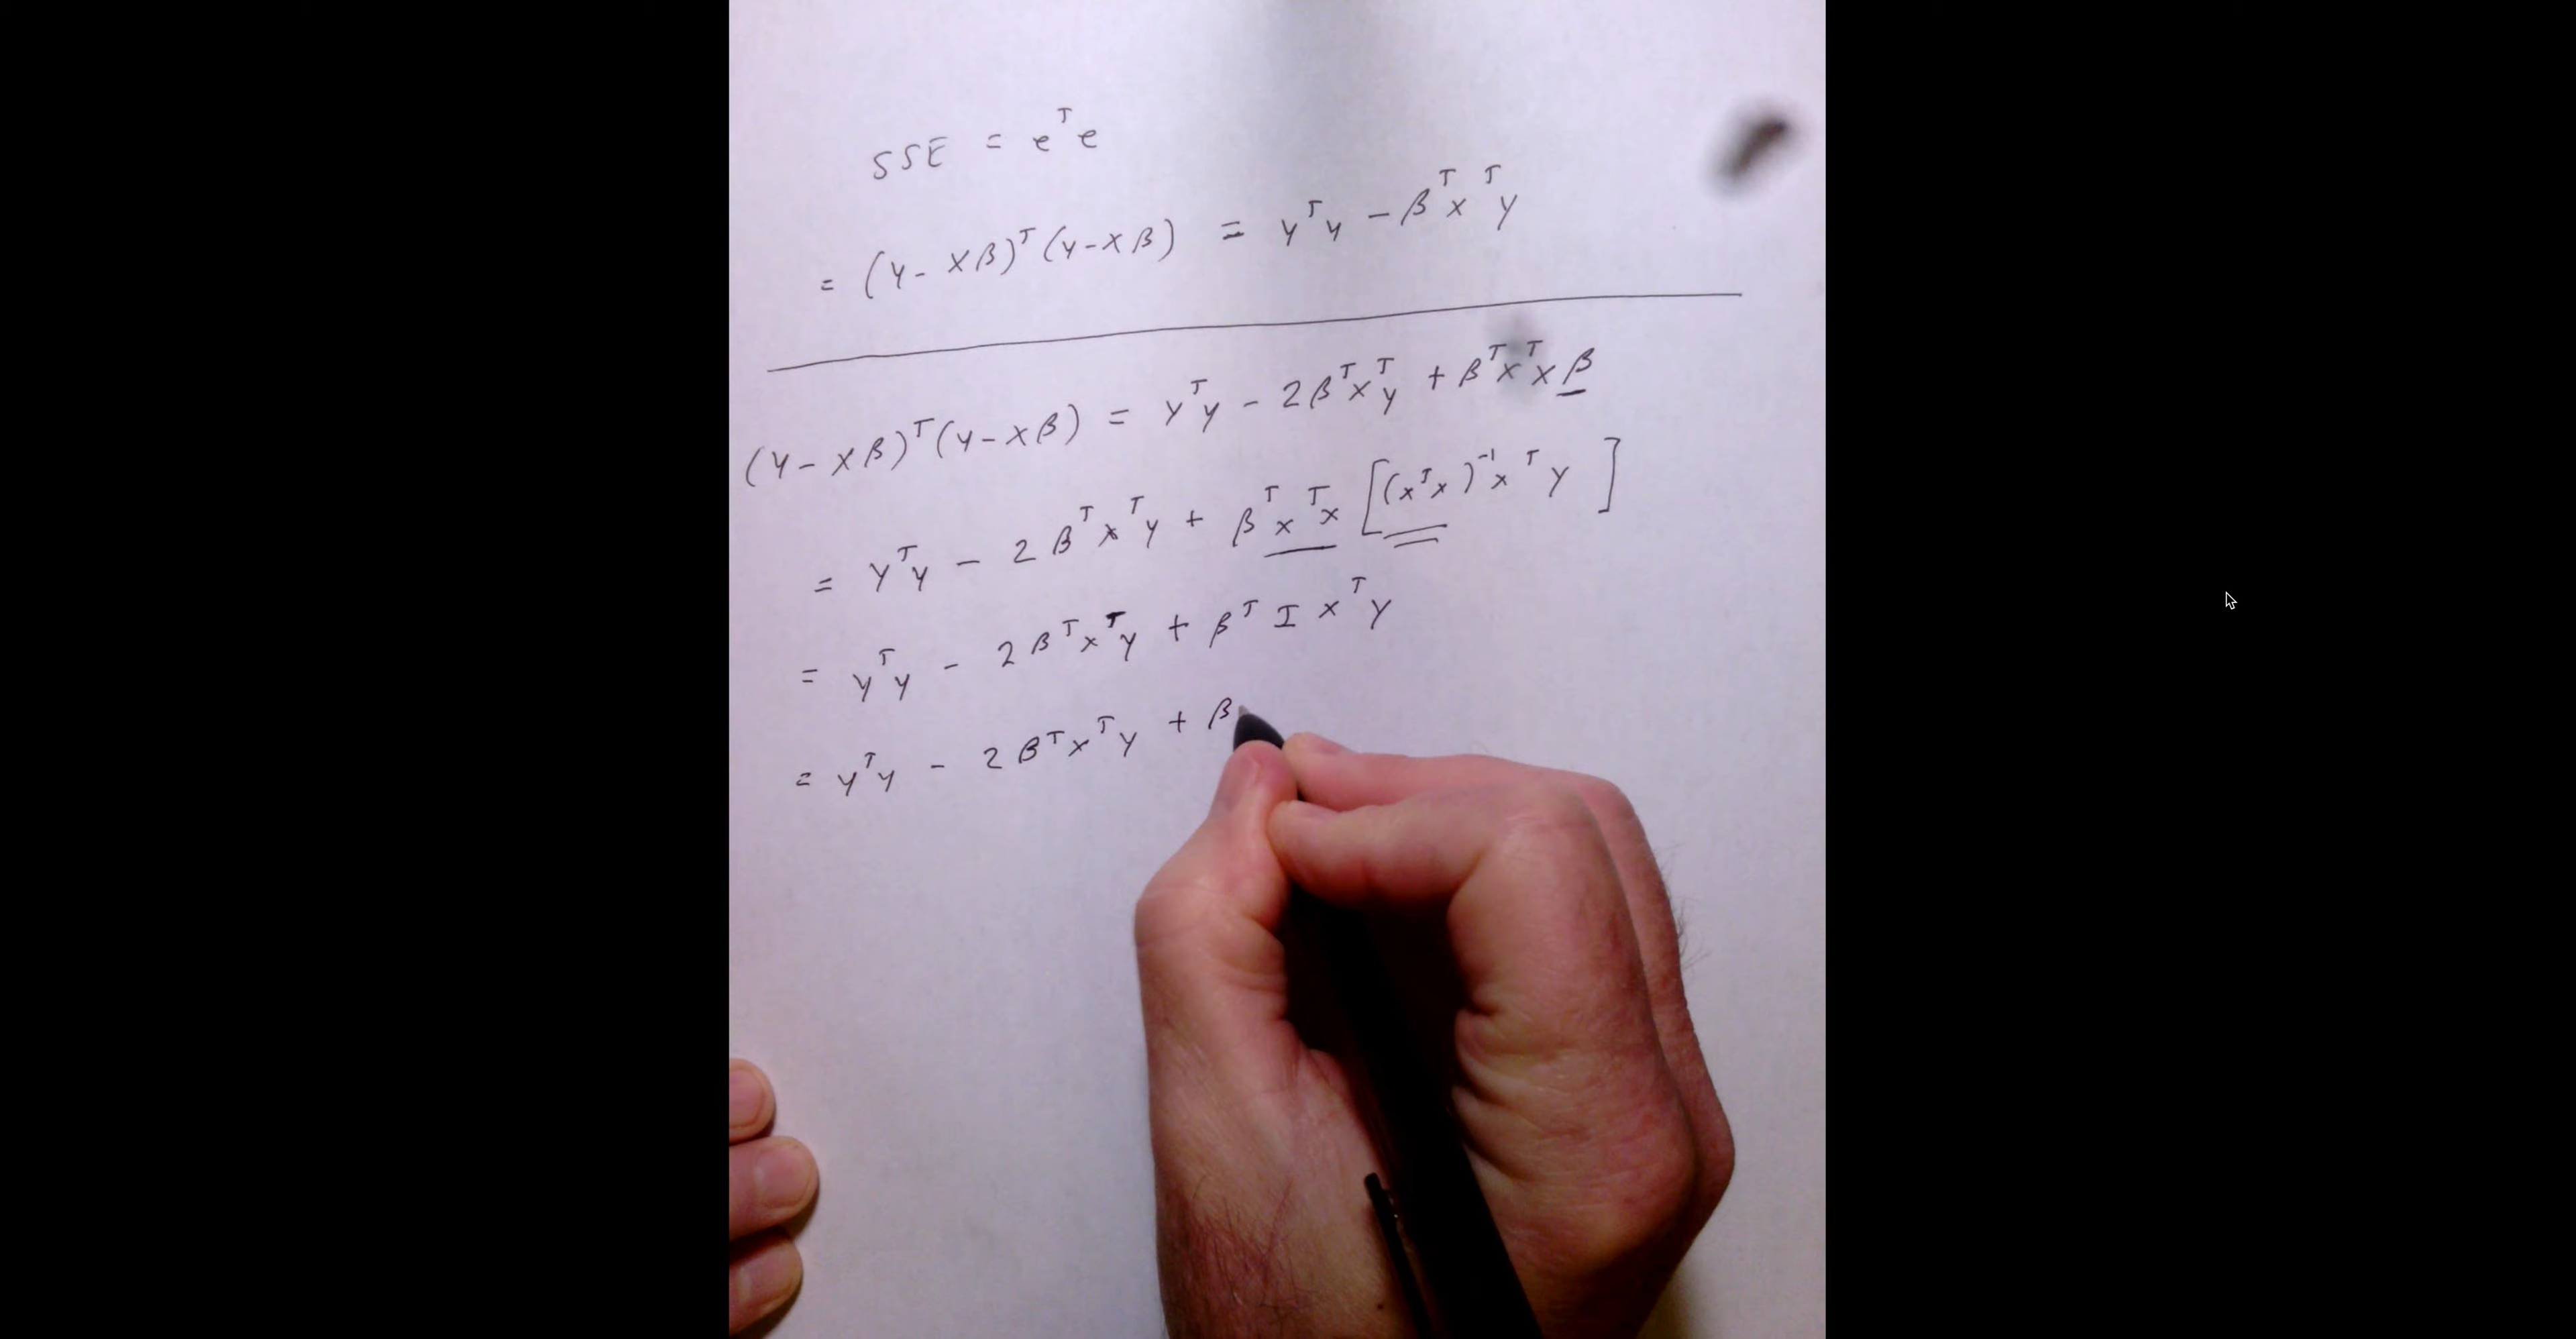 SSE = eᵀe
= (y - Xβ)ᵀ(y - Xβ) = yᵀy - βᵀXᵀy
(y - Xβ)ᵀ(y - Xβ) = yᵀy - 2βᵀXᵀy + βᵀXᵀXβ
= yᵀy - 2βᵀXᵀy + βᵀXᵀX [(XᵀX)⁻¹Xᵀy]
= yᵀy - 2βᵀXᵀy + βᵀIXᵀy
= yᵀy - 2βᵀXᵀy + β